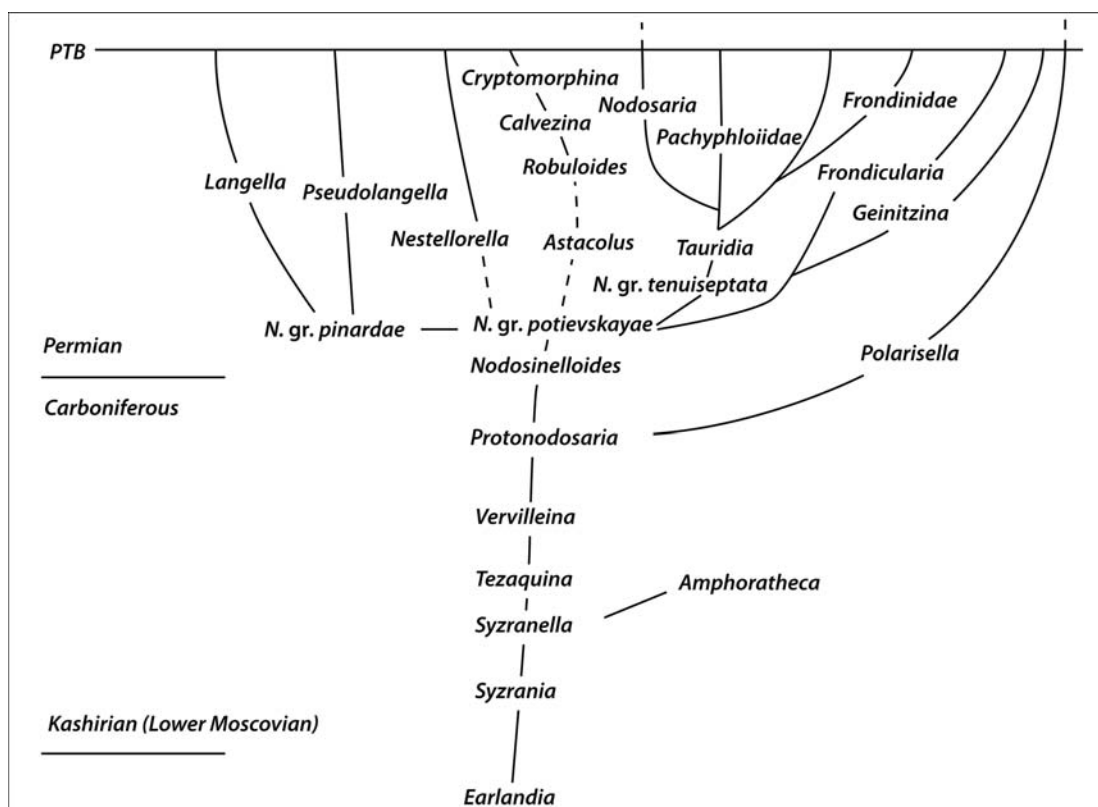 PTB
Cryptomorphina
Nodosaria
Frondinidae
Calvezina
Pachyphloiidae
Robuloides
Frondicularia
Langella
Pseudolangella
Geinitzina
Nestellorella
Astacolus
Tauridia
N. gr. tenuiseptata
N. gr. pinardae
N. gr. potievskayae
Permian
Nodosinelloides
Polarisella
Carboniferous
Protonodosaria
Vervilleina
Tezaquina
Amphoratheca
Syzranella
Syzrania
Kashirian (Lower Moscovian)
Earlandia